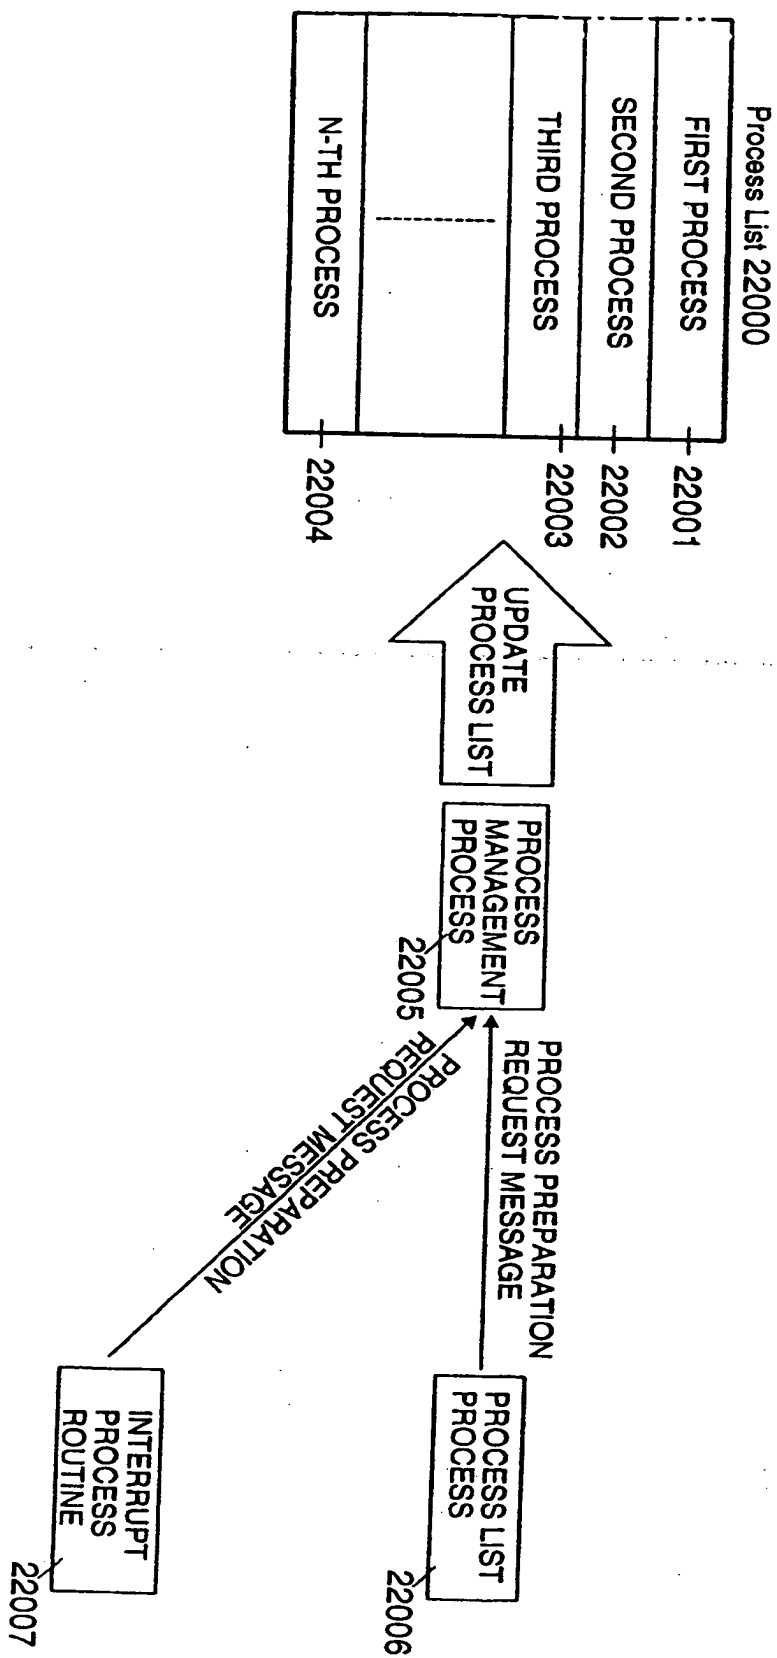 Process List 22000
FIRST PROCESS
22001
SECOND PROCESS
22002
THIRD PROCESS
22003
N-TH PROCESS
22004
UPDATE
PROCESS LIST
PROCESS
MANAGEMENT
PROCESS
22005
PROCESS PREPARATION
REQUEST MESSAGE
PROCESS PREPARATION
REQUEST MESSAGE
PROCESS LIST
PROCESS
22006
INTERRUPT
PROCESS
ROUTINE
22007